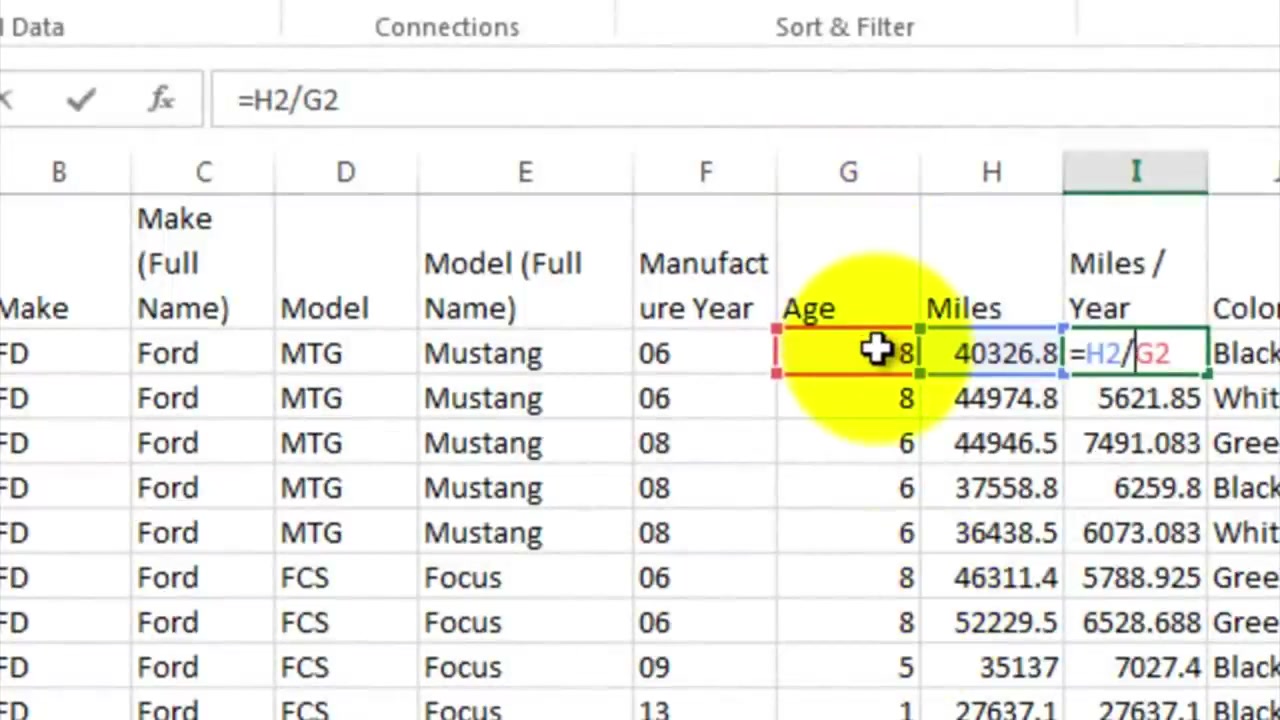 Data
Connections
Sort & Filter
fx
=H2/G2
B C D E F G H I
Make
Make (Full Name)
Model
Model (Full Name)
Manufact
ure Year
Age
Miles
Miles / Year
FD Ford MTG Mustang 06 8 40326.8 =H2/G2 Black
FD Ford MTG Mustang 06 8 44974.8 5621.85 Whit
FD Ford MTG Mustang 08 6 44946.5 7491.083 Gree
FD Ford MTG Mustang 08 6 37558.8 6259.8 Black
FD Ford MTG Mustang 08 6 36438.5 6073.083 Whit
FD Ford FCS Focus 06 8 46311.4 5788.925 Gree
FD Ford FCS Focus 06 8 52229.5 6528.688 Gree
FD Ford FCS Focus 09 5 35137 7027.4 Black
FD Ford FCS Focus 13 1 27637.1 27637.1 Black